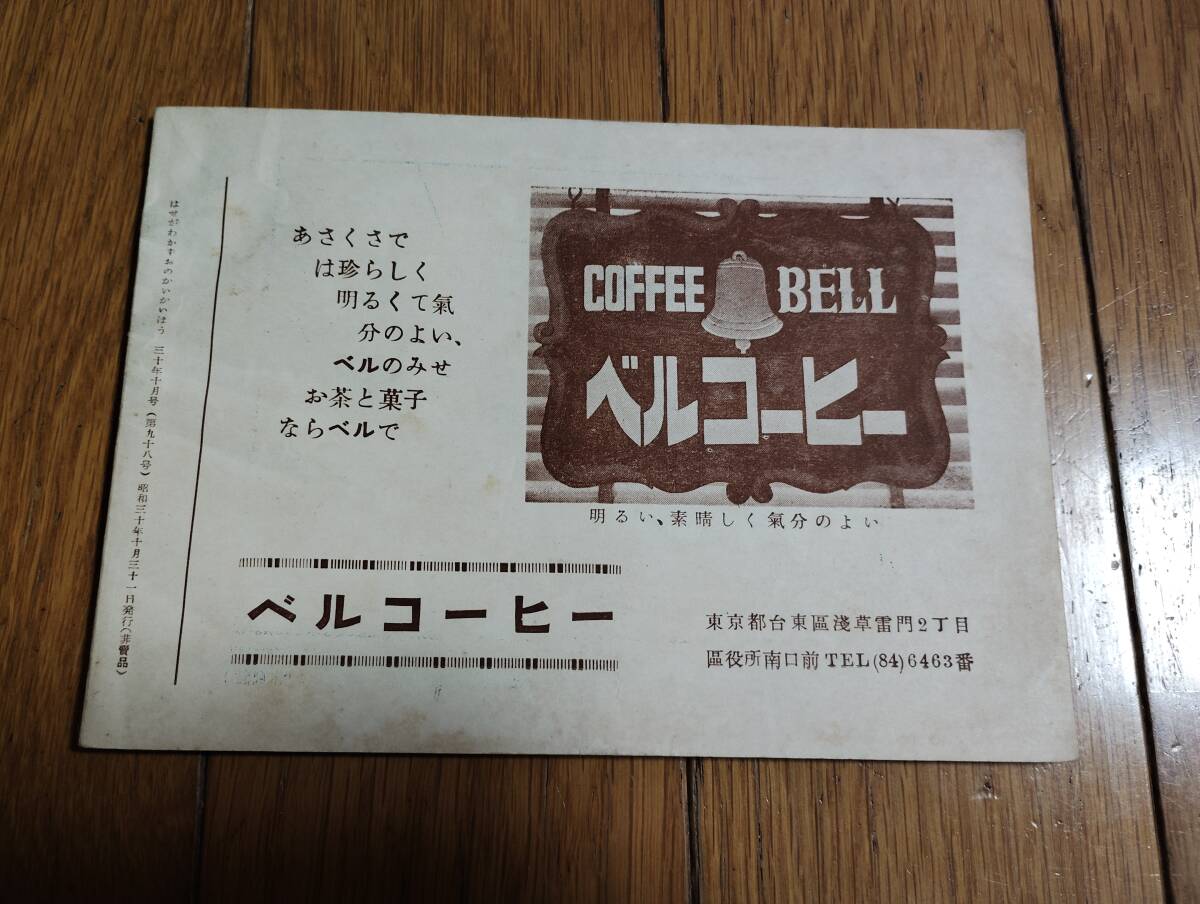 はせがわかずおのかいかいほう 三十年十月号(第九十八号)昭和三十年十月三十一日発行(非賣品)
あさくさで
は珍らしく
明るくて氣
分のよい、
ベルのみせ
お茶と菓子
ならベルで
COFFEE BELL
ベルコーヒー
明るい、素晴しく氣分のよい
ベルコーヒー
東京都台東區淺草雷門2丁目
區役所南口前TEL(84)6463番